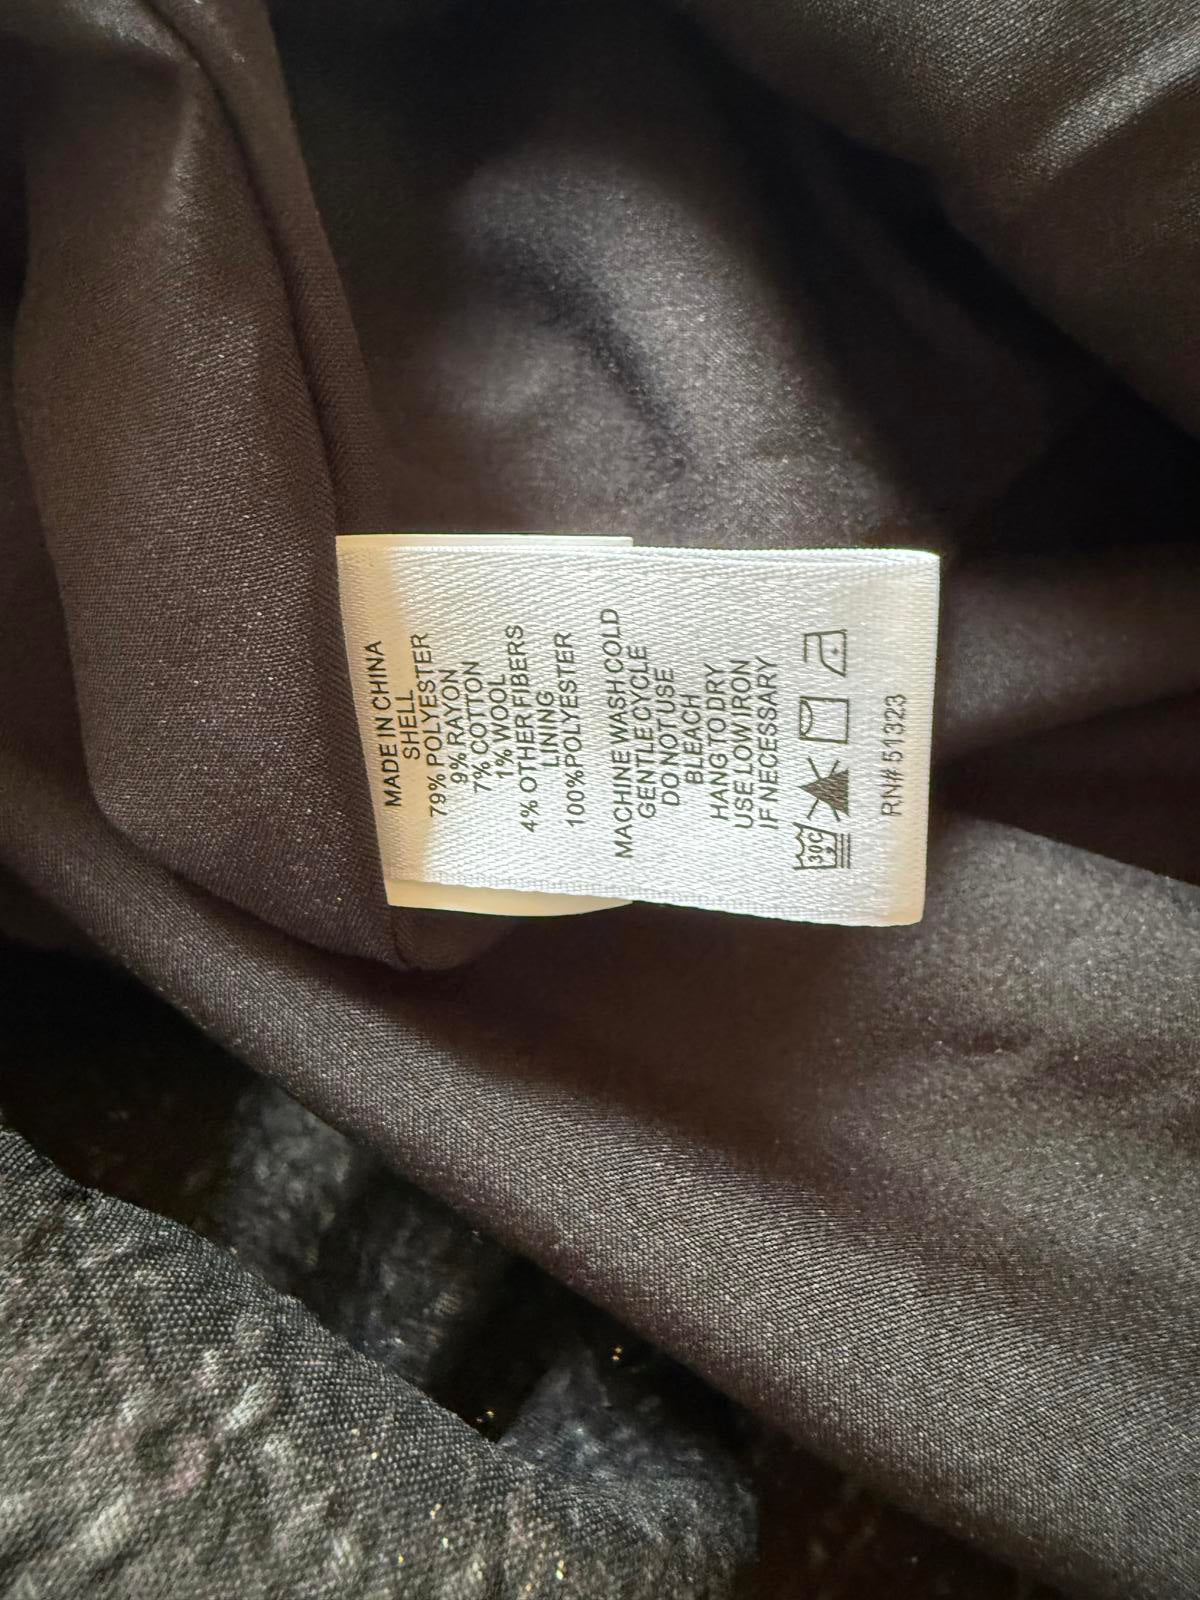 MADE IN CHINA
SHELL
79% POLYESTER
9% RAYON
7% COTTON
1% WOOL
4% OTHER FIBERS
LINING
100%POLYESTER
MACHINE WASH COLD
GENTLE CYCLE
DO NOT USE
BLEACH
HANG TO DRY
USE LOW IRON
IF NECESSARY
30C
RN# 51323